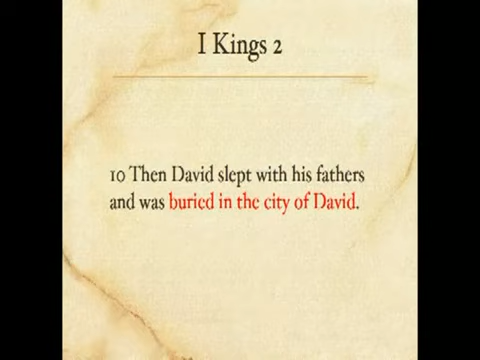 I Kings 2
10 Then David slept with his fathers
and was buried in the city of David.